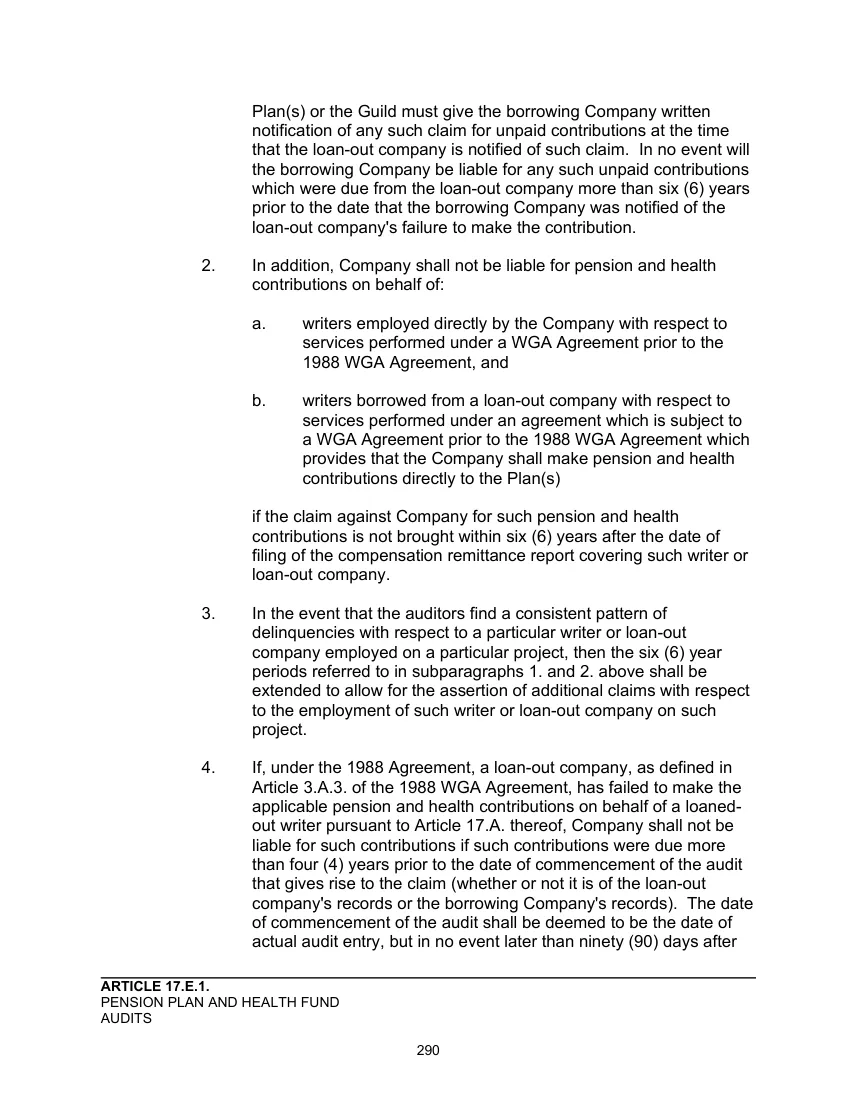 Plan(s) or the Guild must give the borrowing Company written
notification of any such claim for unpaid contributions at the time
that the loan-out company is notified of such claim.  In no event will
the borrowing Company be liable for any such unpaid contributions
which were due from the loan-out company more than six (6) years
prior to the date that the borrowing Company was notified of the
loan-out company's failure to make the contribution.
2. In addition, Company shall not be liable for pension and health
contributions on behalf of:
a. writers employed directly by the Company with respect to
services performed under a WGA Agreement prior to the
1988 WGA Agreement, and
b. writers borrowed from a loan-out company with respect to
services performed under an agreement which is subject to
a WGA Agreement prior to the 1988 WGA Agreement which
provides that the Company shall make pension and health
contributions directly to the Plan(s)
if the claim against Company for such pension and health
contributions is not brought within six (6) years after the date of
filing of the compensation remittance report covering such writer or
loan-out company.
3. In the event that the auditors find a consistent pattern of
delinquencies with respect to a particular writer or loan-out
company employed on a particular project, then the six (6) year
periods referred to in subparagraphs 1. and 2. above shall be
extended to allow for the assertion of additional claims with respect
to the employment of such writer or loan-out company on such
project.
4. If, under the 1988 Agreement, a loan-out company, as defined in
Article 3.A.3. of the 1988 WGA Agreement, has failed to make the
applicable pension and health contributions on behalf of a loaned-
out writer pursuant to Article 17.A. thereof, Company shall not be
liable for such contributions if such contributions were due more
than four (4) years prior to the date of commencement of the audit
that gives rise to the claim (whether or not it is of the loan-out
company's records or the borrowing Company's records).  The date
of commencement of the audit shall be deemed to be the date of
actual audit entry, but in no event later than ninety (90) days after
ARTICLE 17.E.1.
PENSION PLAN AND HEALTH FUND
AUDITS
290